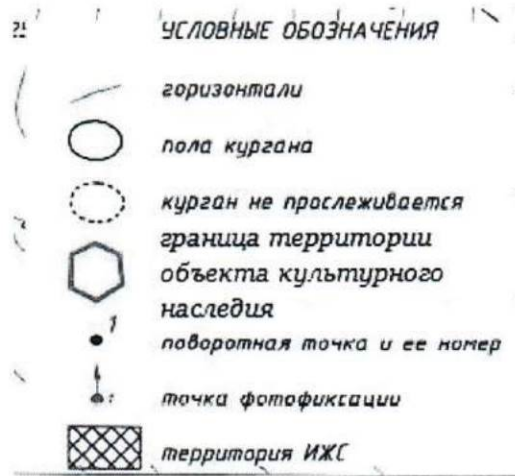 УСЛОВНЫЕ ОБОЗНАЧЕНИЯ
горизонтали
пола кургана
курган не прослеживается
граница территории
объекта культурного
наследия
1
поворотная точка и ее номер
точка фотофиксации
территория ИЖС